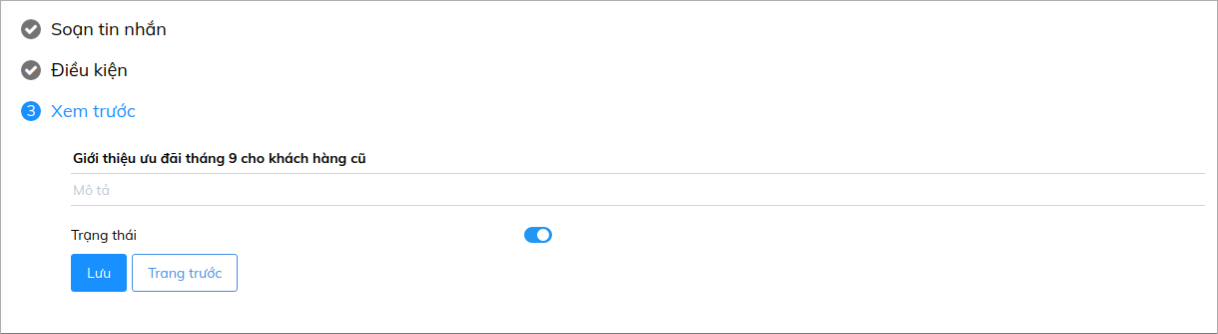 Soạn tin nhắn
Điều kiện
3 Xem trước
Giới thiệu ưu đãi tháng 9 cho khách hàng cũ
Mô tả
Trạng thái
Lưu Trang trước